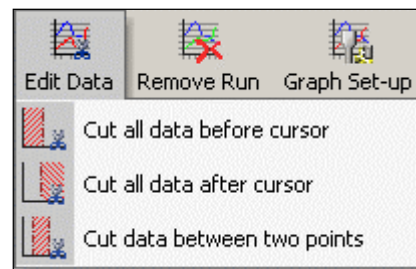 Edit Data Remove Run Graph Set-up
Cut all data before cursor
Cut all data after cursor
Cut data between two points